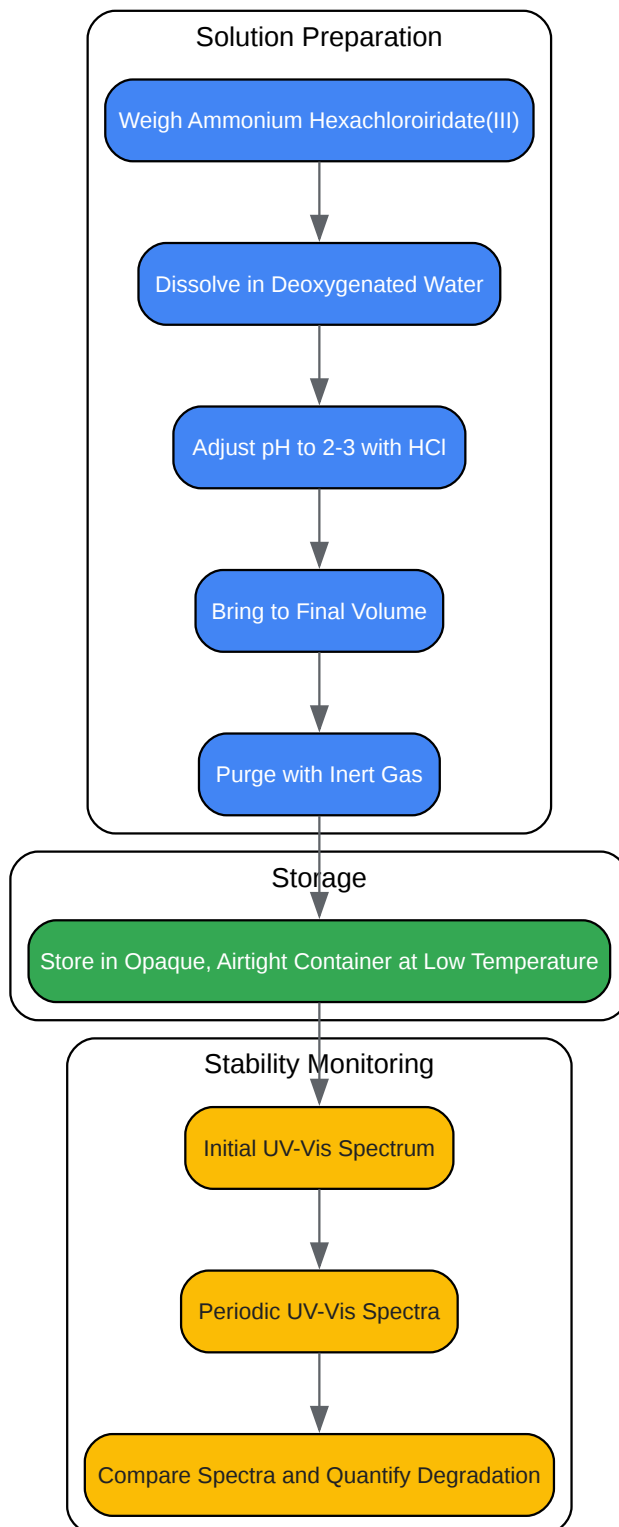 Solution Preparation
Weigh Ammonium Hexachloroiridate(III)
Dissolve in Deoxygenated Water
Adjust pH to 2-3 with HCl
Bring to Final Volume
Purge with Inert Gas
Storage
Store in Opaque, Airtight Container at Low Temperature
Stability Monitoring
Initial UV-Vis Spectrum
Periodic UV-Vis Spectra
Compare Spectra and Quantify Degradation